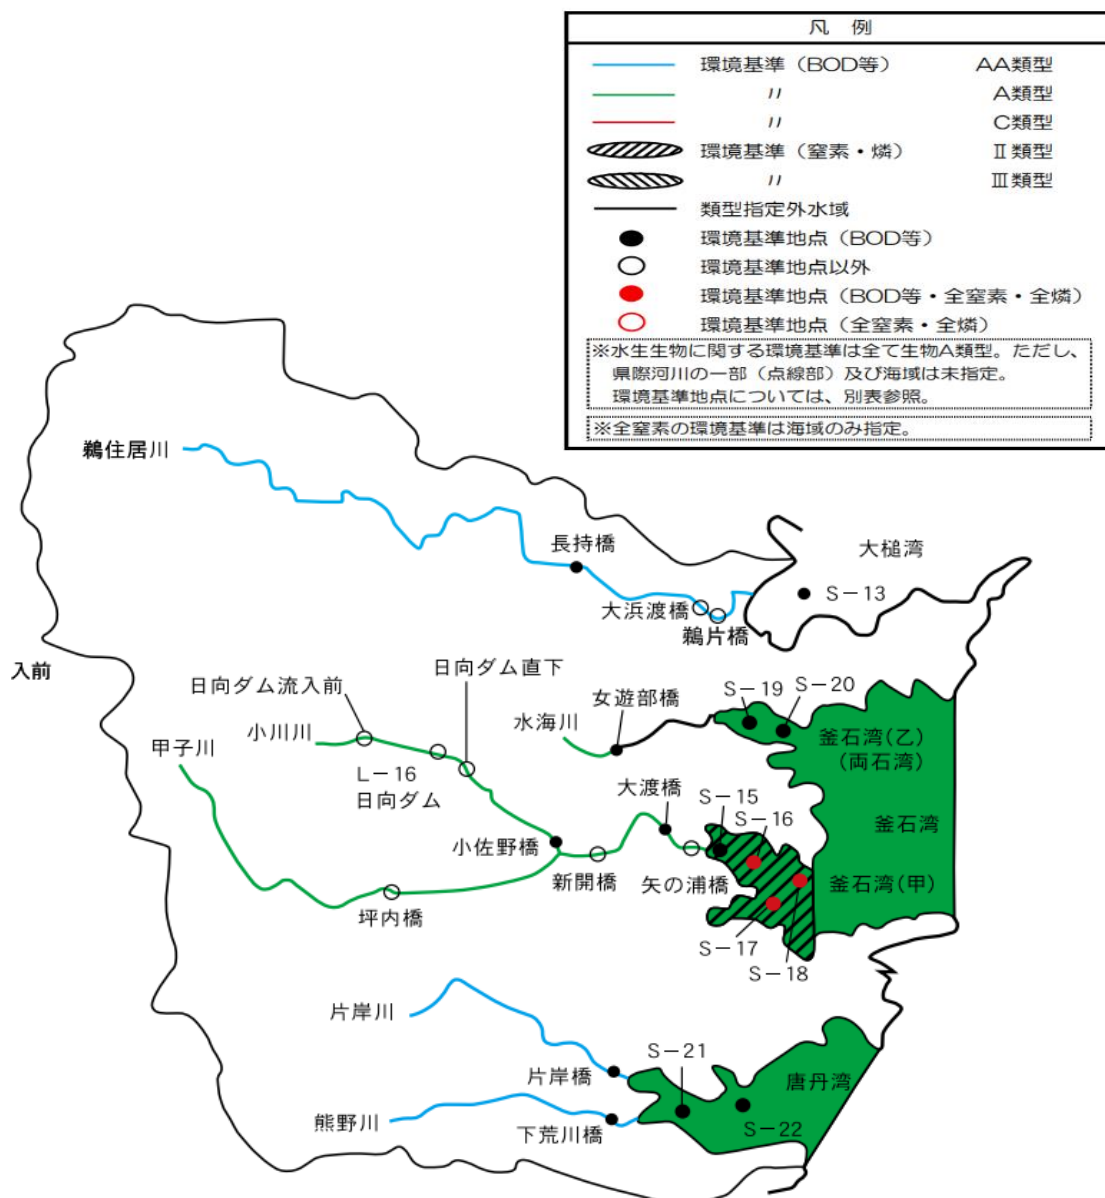 凡 例
環境基準（BOD等） AA類型
〃 A類型
〃 C類型
環境基準（窒素・燐） Ⅱ類型
〃 Ⅲ類型
類型指定外水域
環境基準地点（BOD等）
環境基準地点以外
環境基準地点（BOD等・全窒素・全燐）
環境基準地点（全窒素・全燐）
※水生生物に関する環境基準は全て生物A類型。ただし、
県際河川の一部（点線部）及び海域は未指定。
環境基準地点については、別表参照。
※全窒素の環境基準は海域のみ指定。
鵜住居川
長持橋
大槌湾
S－13
大浜渡橋
鵜片橋
入前
日向ダム直下
日向ダム流入前
女遊部橋
S－19
S－20
小川川
水海川
甲子川
釜石湾(乙)
(両石湾)
L－16
日向ダム
大渡橋
S－15
S－16
釜石湾
小佐野橋
新開橋
矢の浦橋
釜石湾(甲)
坪内橋
S－17
S－18
片岸川
S－21
片岸橋
唐丹湾
熊野川
下荒川橋
S－22